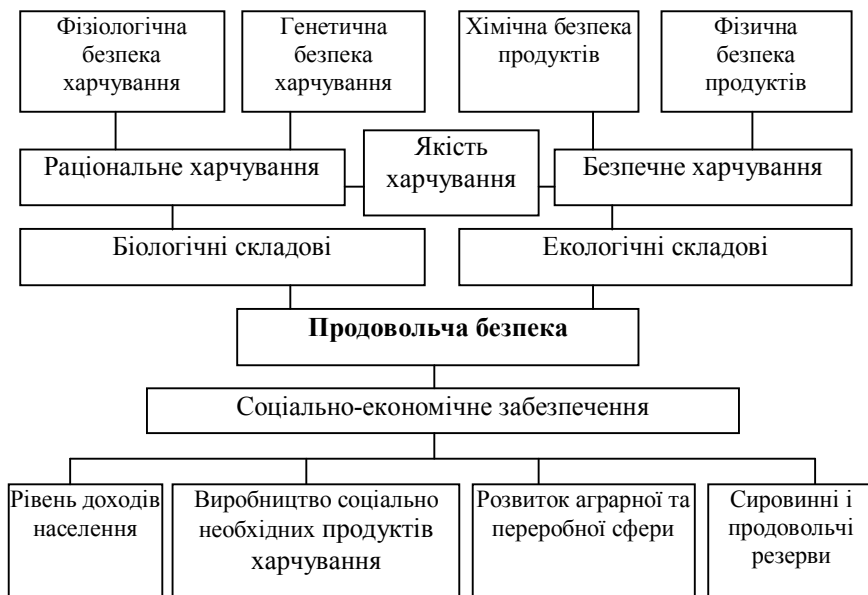 Фізіологічна
безпека
харчування
Генетична
безпека
харчування
Хімічна безпека
продуктів
Фізична
безпека
продуктів
Раціональне харчування
Якість
харчування
Безпечне харчування
Біологічні складові
Екологічні складові
Продовольча безпека
Соціально-економічне забезпечення
Рівень доходів
населення
Виробництво соціально
необхідних продуктів
харчування
Розвиток аграрної та
переробної сфери
Сировинні і
продовольчі
резерви